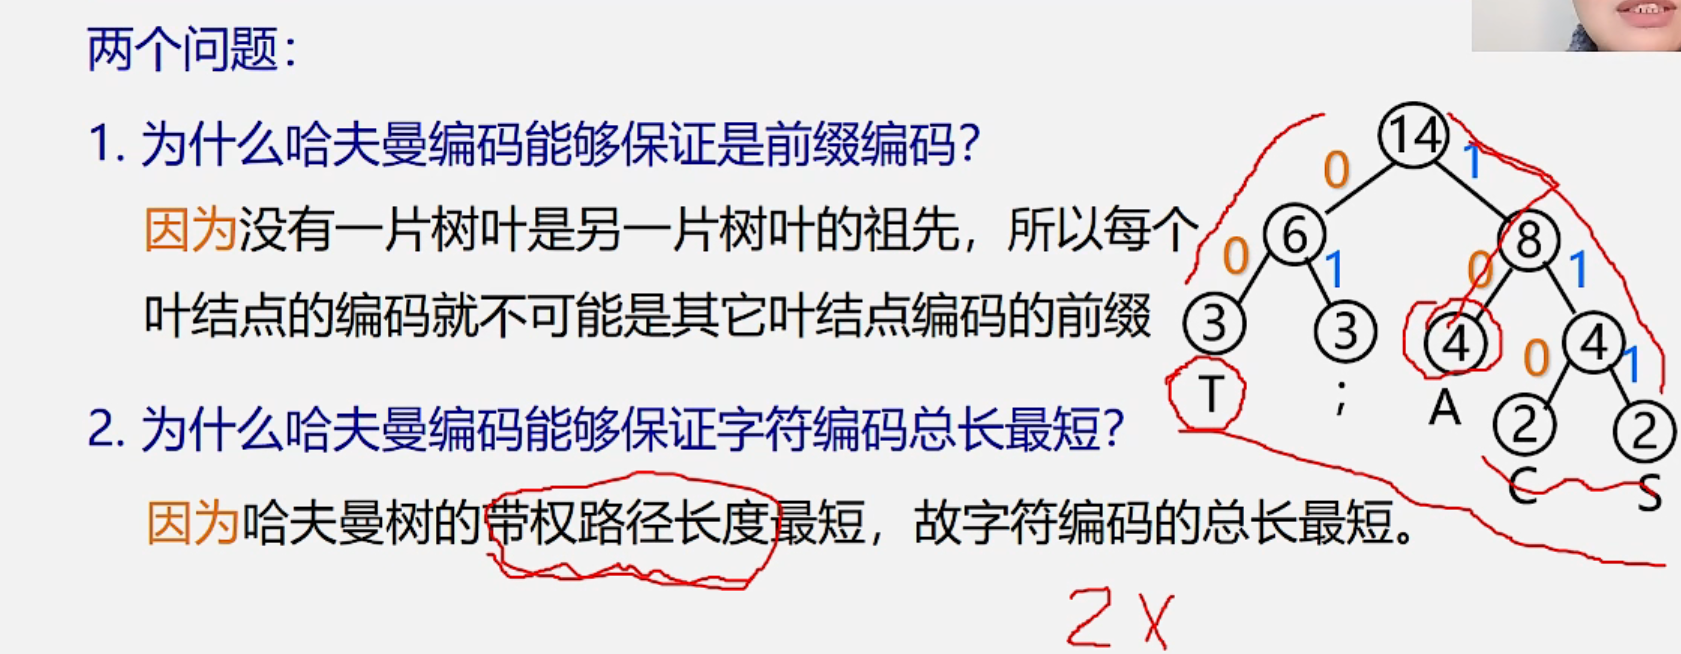 两个问题：
1. 为什么哈夫曼编码能够保证是前缀编码？
因为没有一片树叶是另一片树叶的祖先，所以每个
叶结点的编码就不可能是其它叶结点编码的前缀
2. 为什么哈夫曼编码能够保证字符编码总长最短？
因为哈夫曼树的带权路径长度最短，故字符编码的总长最短。
2 X
14
0 1
6 8
0 1 0 1
3 3 4 4
0 1
T ; A 2 2
C S